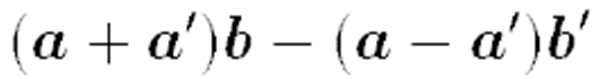 (a + a′)b − (a − a′)b′